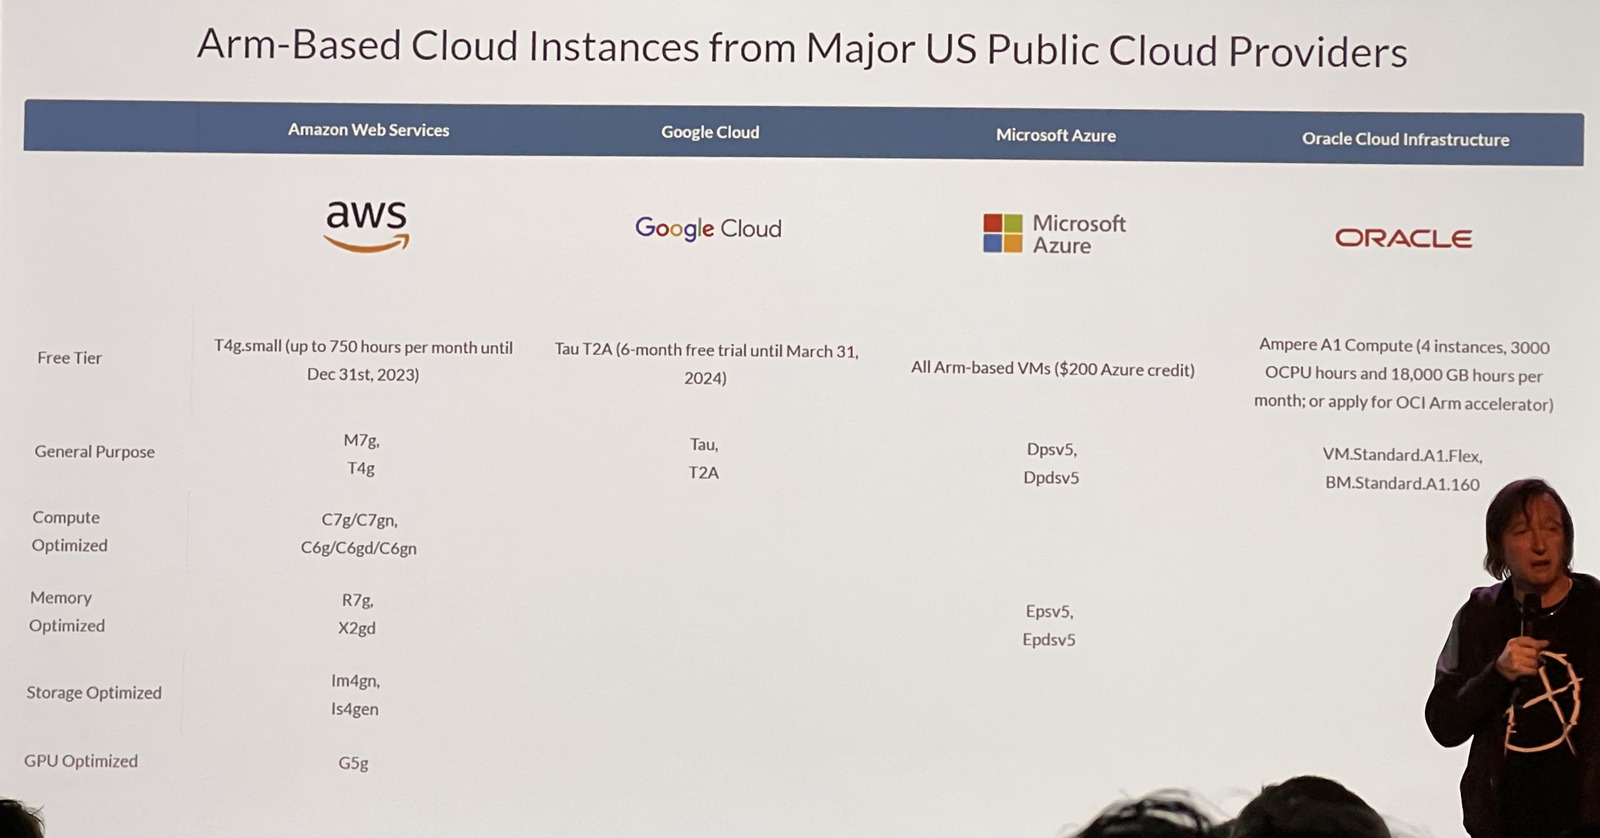 Arm-Based Cloud Instances from Major US Public Cloud Providers
Amazon Web Services
Google Cloud
Microsoft Azure
Oracle Cloud Infrastructure
aws
Google Cloud
Microsoft
Azure
ORACLE
Free Tier
T4g.small (up to 750 hours per month until
Dec 31st, 2023)
Tau T2A (6-month free trial until March 31,
2024)
All Arm-based VMs ($200 Azure credit)
Ampere A1 Compute (4 instances, 3000
OCPU hours and 18,000 GB hours per
month; or apply for OCI Arm accelerator)
General Purpose
M7g,
T4g
Tau,
T2A
Dpsv5,
Dpdsv5
VM.Standard.A1.Flex,
BM.Standard.A1.160
Compute
Optimized
C7g/C7gn,
C6g/C6gd/C6gn
Memory
Optimized
R7g,
X2gd
Epsv5,
Epdsv5
Storage Optimized
Im4gn,
Is4gen
GPU Optimized
G5g